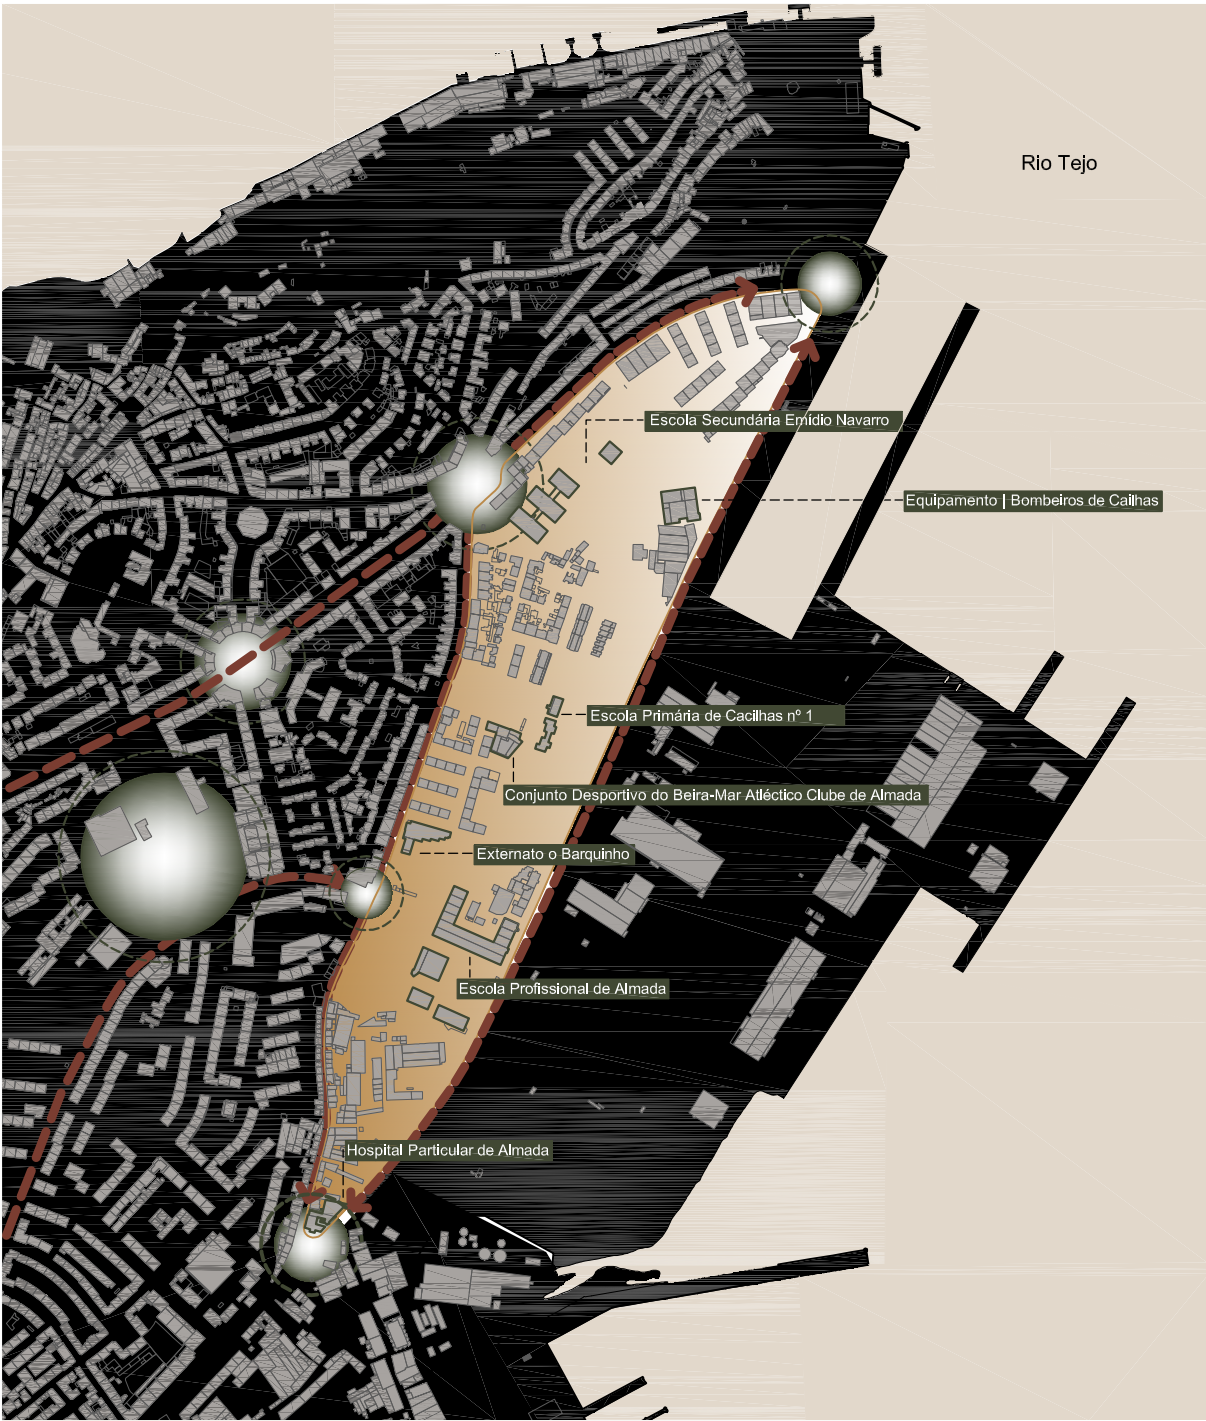 Rio Tejo
Escola Secundária Emídio Navarro
Equipamento | Bombeiros de Cailhas
Escola Primária de Cacilhas nº 1
Conjunto Desportivo do Beira-Mar Atléctico Clube de Almada
Externato o Barquinho
Escola Profissional de Almada
Hospital Particular de Almada